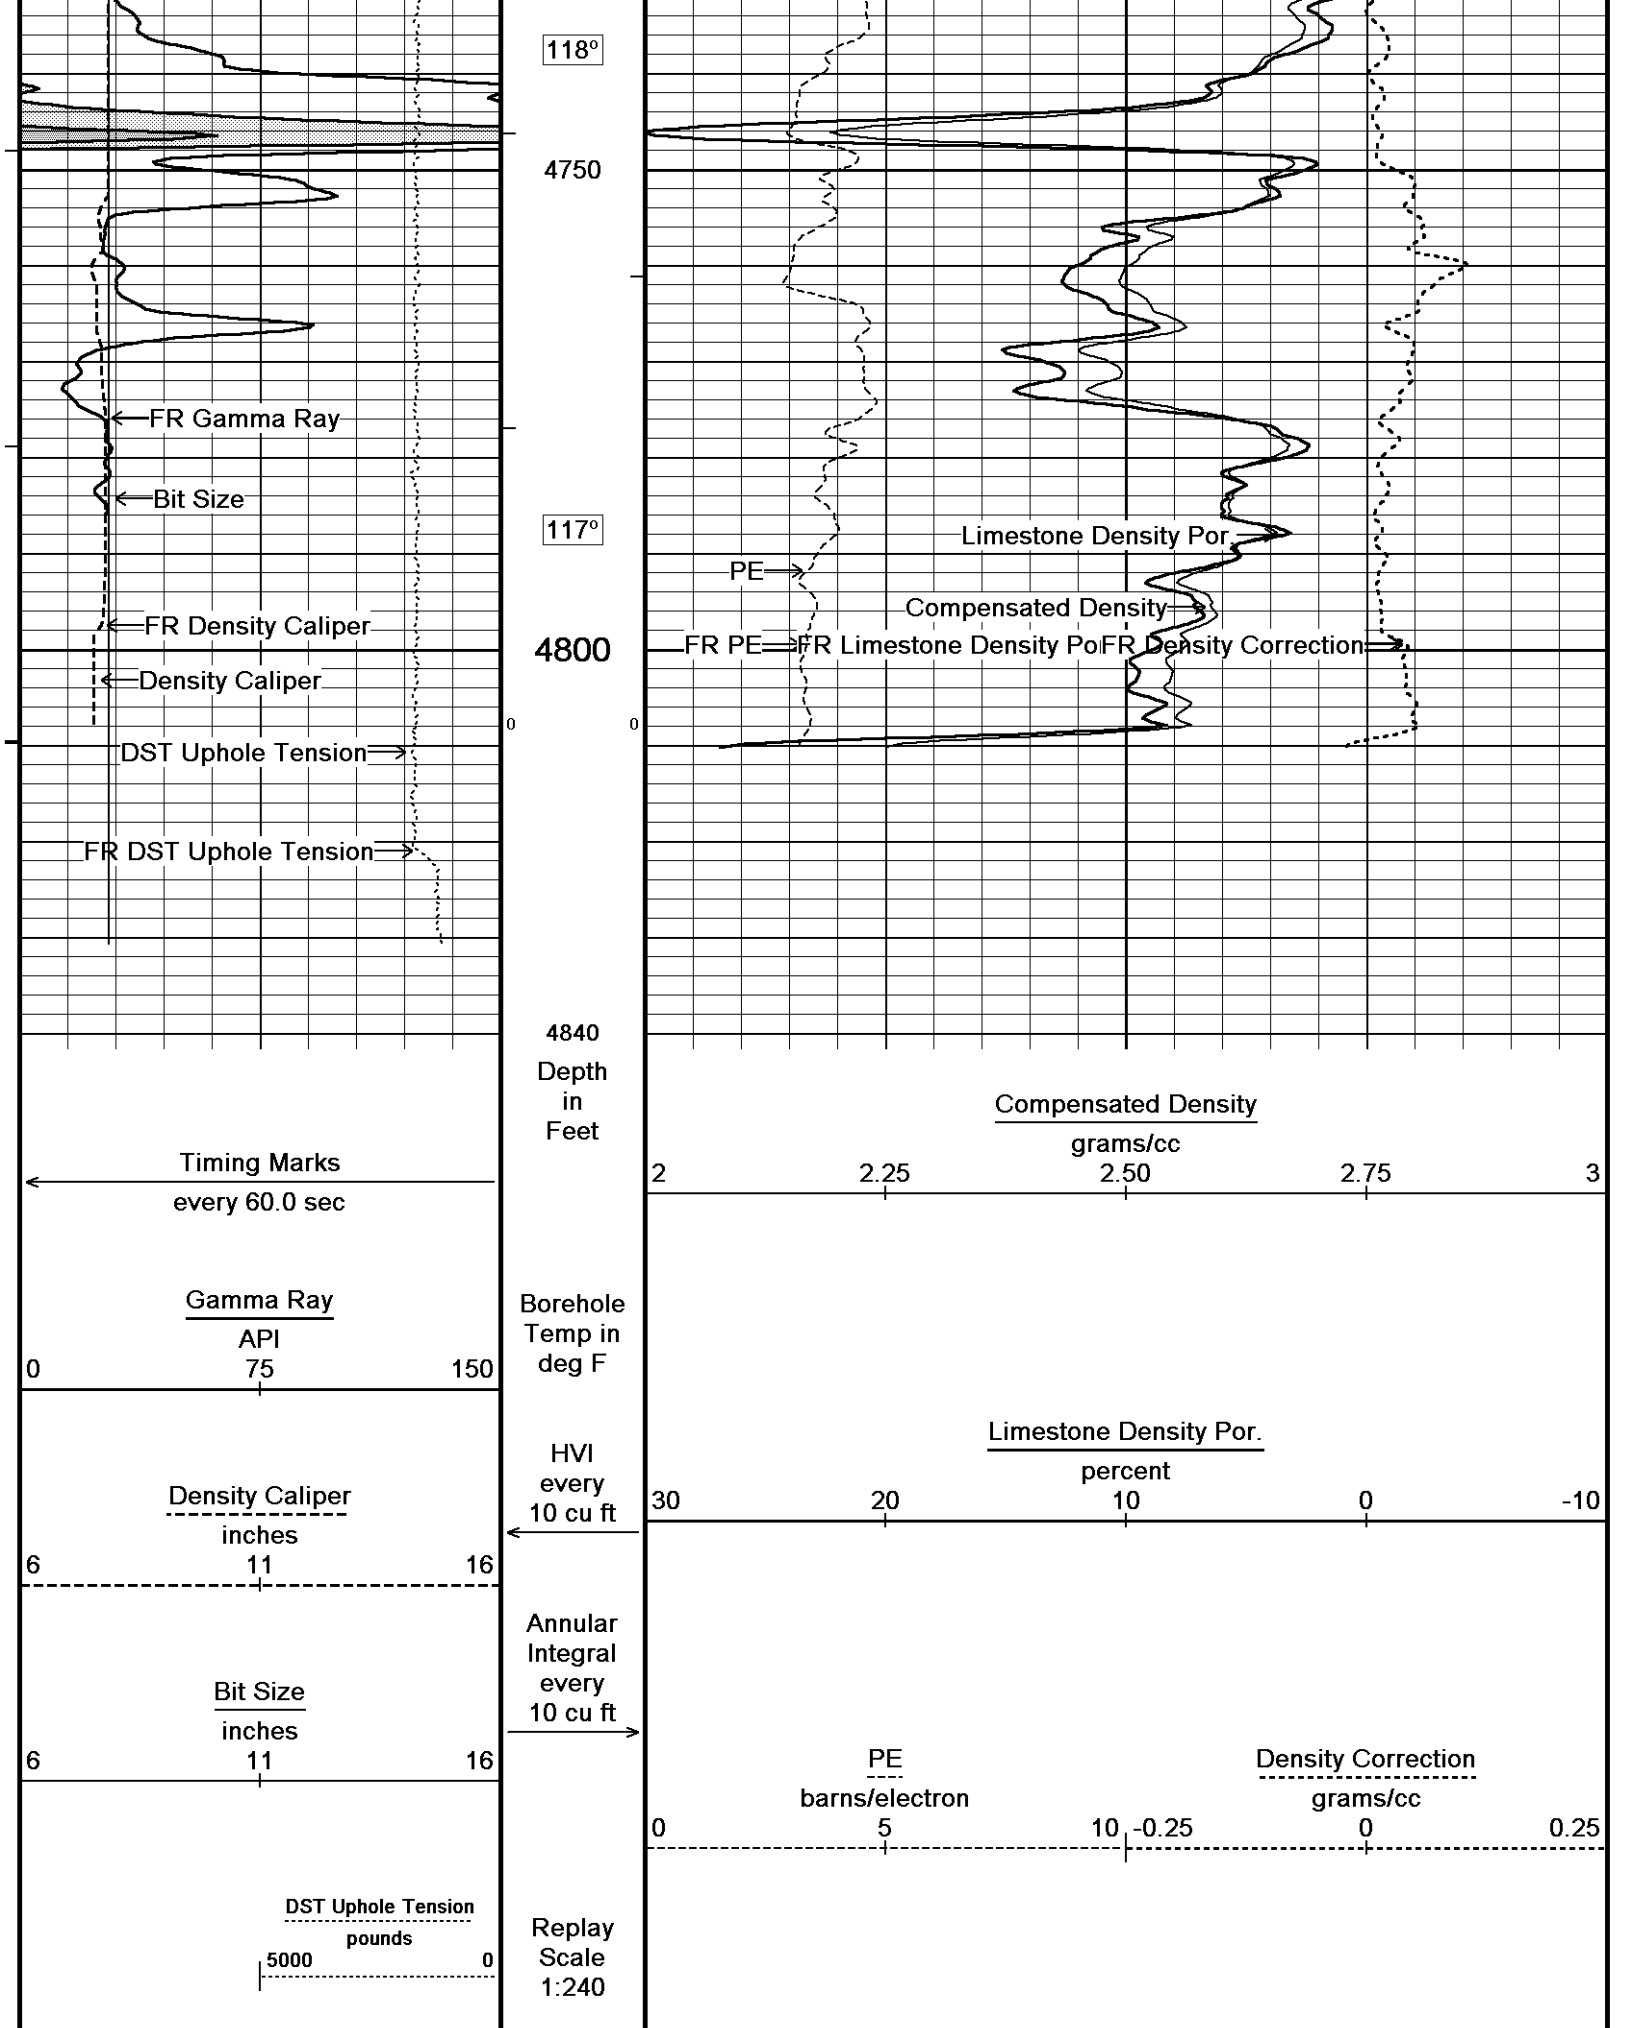 118°
4750
FR Gamma Ray
Bit Size
117°
Limestone Density Por.
PE
Compensated Density
FR Density Caliper
4800
FR PE
FR Limestone Density Po
FR Density Correction
Density Caliper
0
0
DST Uphole Tension
FR DST Uphole Tension
4840
Depth
in
Feet
Compensated Density
grams/cc
2 2.25 2.50 2.75 3
Timing Marks
every 60.0 sec
Gamma Ray
API
0 75 150
Borehole
Temp in
deg F
Limestone Density Por.
percent
30 20 10 0 -10
HVI
every
10 cu ft
Density Caliper
inches
6 11 16
Annular
Integral
every
10 cu ft
Bit Size
inches
6 11 16
PE
barns/electron
0 5 10
Density Correction
grams/cc
-0.25 0 0.25
DST Uphole Tension
pounds
5000 0
Replay
Scale
1:240